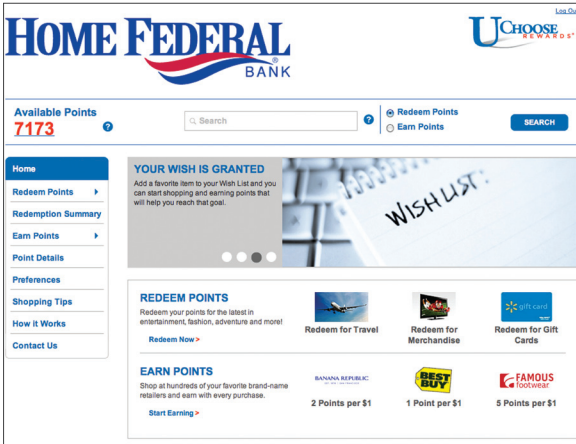 Log Ou
HOME FEDERAL
BANK
UCHOOSE
REWARDS
Available Points
7173
?
Search
?
Redeem Points
Earn Points
SEARCH
Home
Redeem Points
Redemption Summary
Earn Points
Point Details
Preferences
Shopping Tips
How it Works
Contact Us
YOUR WISH IS GRANTED
Add a favorite item to your Wish List and you
can start shopping and earning points that
will help you reach that goal.
WISH LIST:
REDEEM POINTS
Redeem your points for the latest in
entertainment, fashion, adventure and more!
Redeem Now >
Redeem for Travel
Redeem for
Merchandise
gift card
Redeem for Gift
Cards
EARN POINTS
Shop at hundreds of your favorite brand-name
retailers and earn with every purchase.
Start Earning >
BANANA REPUBLIC
2 Points per $1
BEST
BUY
1 Point per $1
FAMOUS
footwear
5 Points per $1